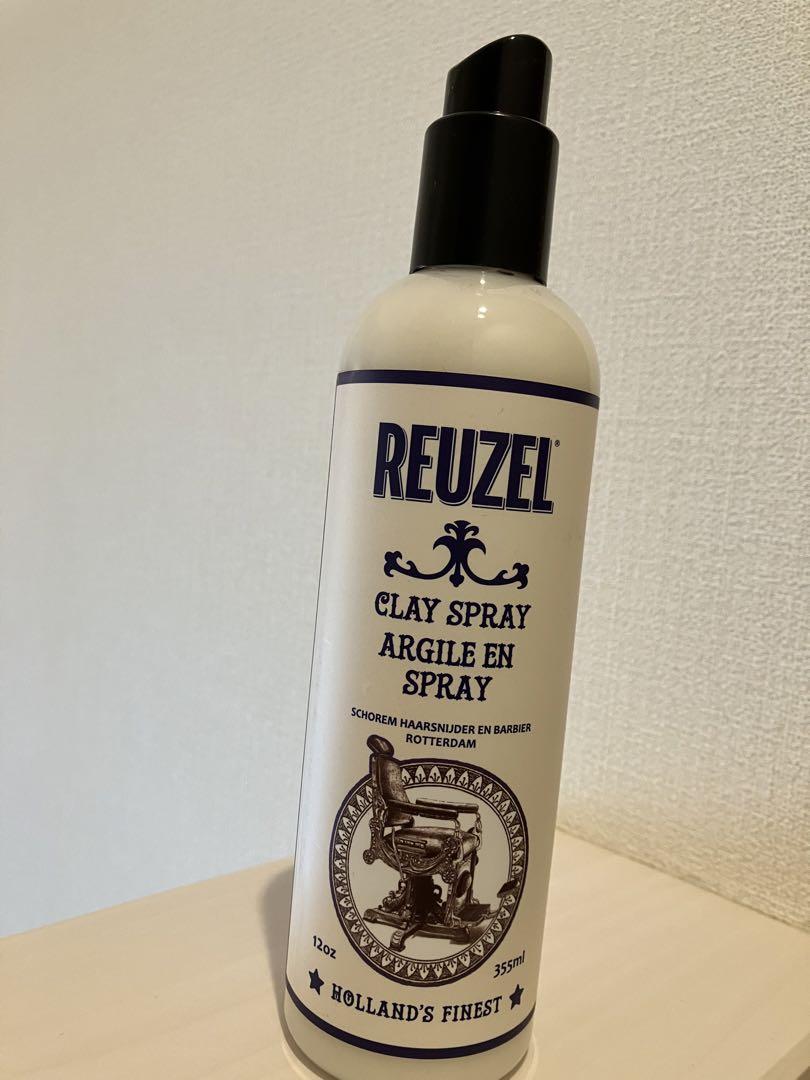 REUZEL®
CLAY SPRAY
ARGILE EN
SPRAY
SCHOREM HAARSNIJDER EN BARBIER
ROTTERDAM
12oz
355ml
★ HOLLAND'S FINEST ★